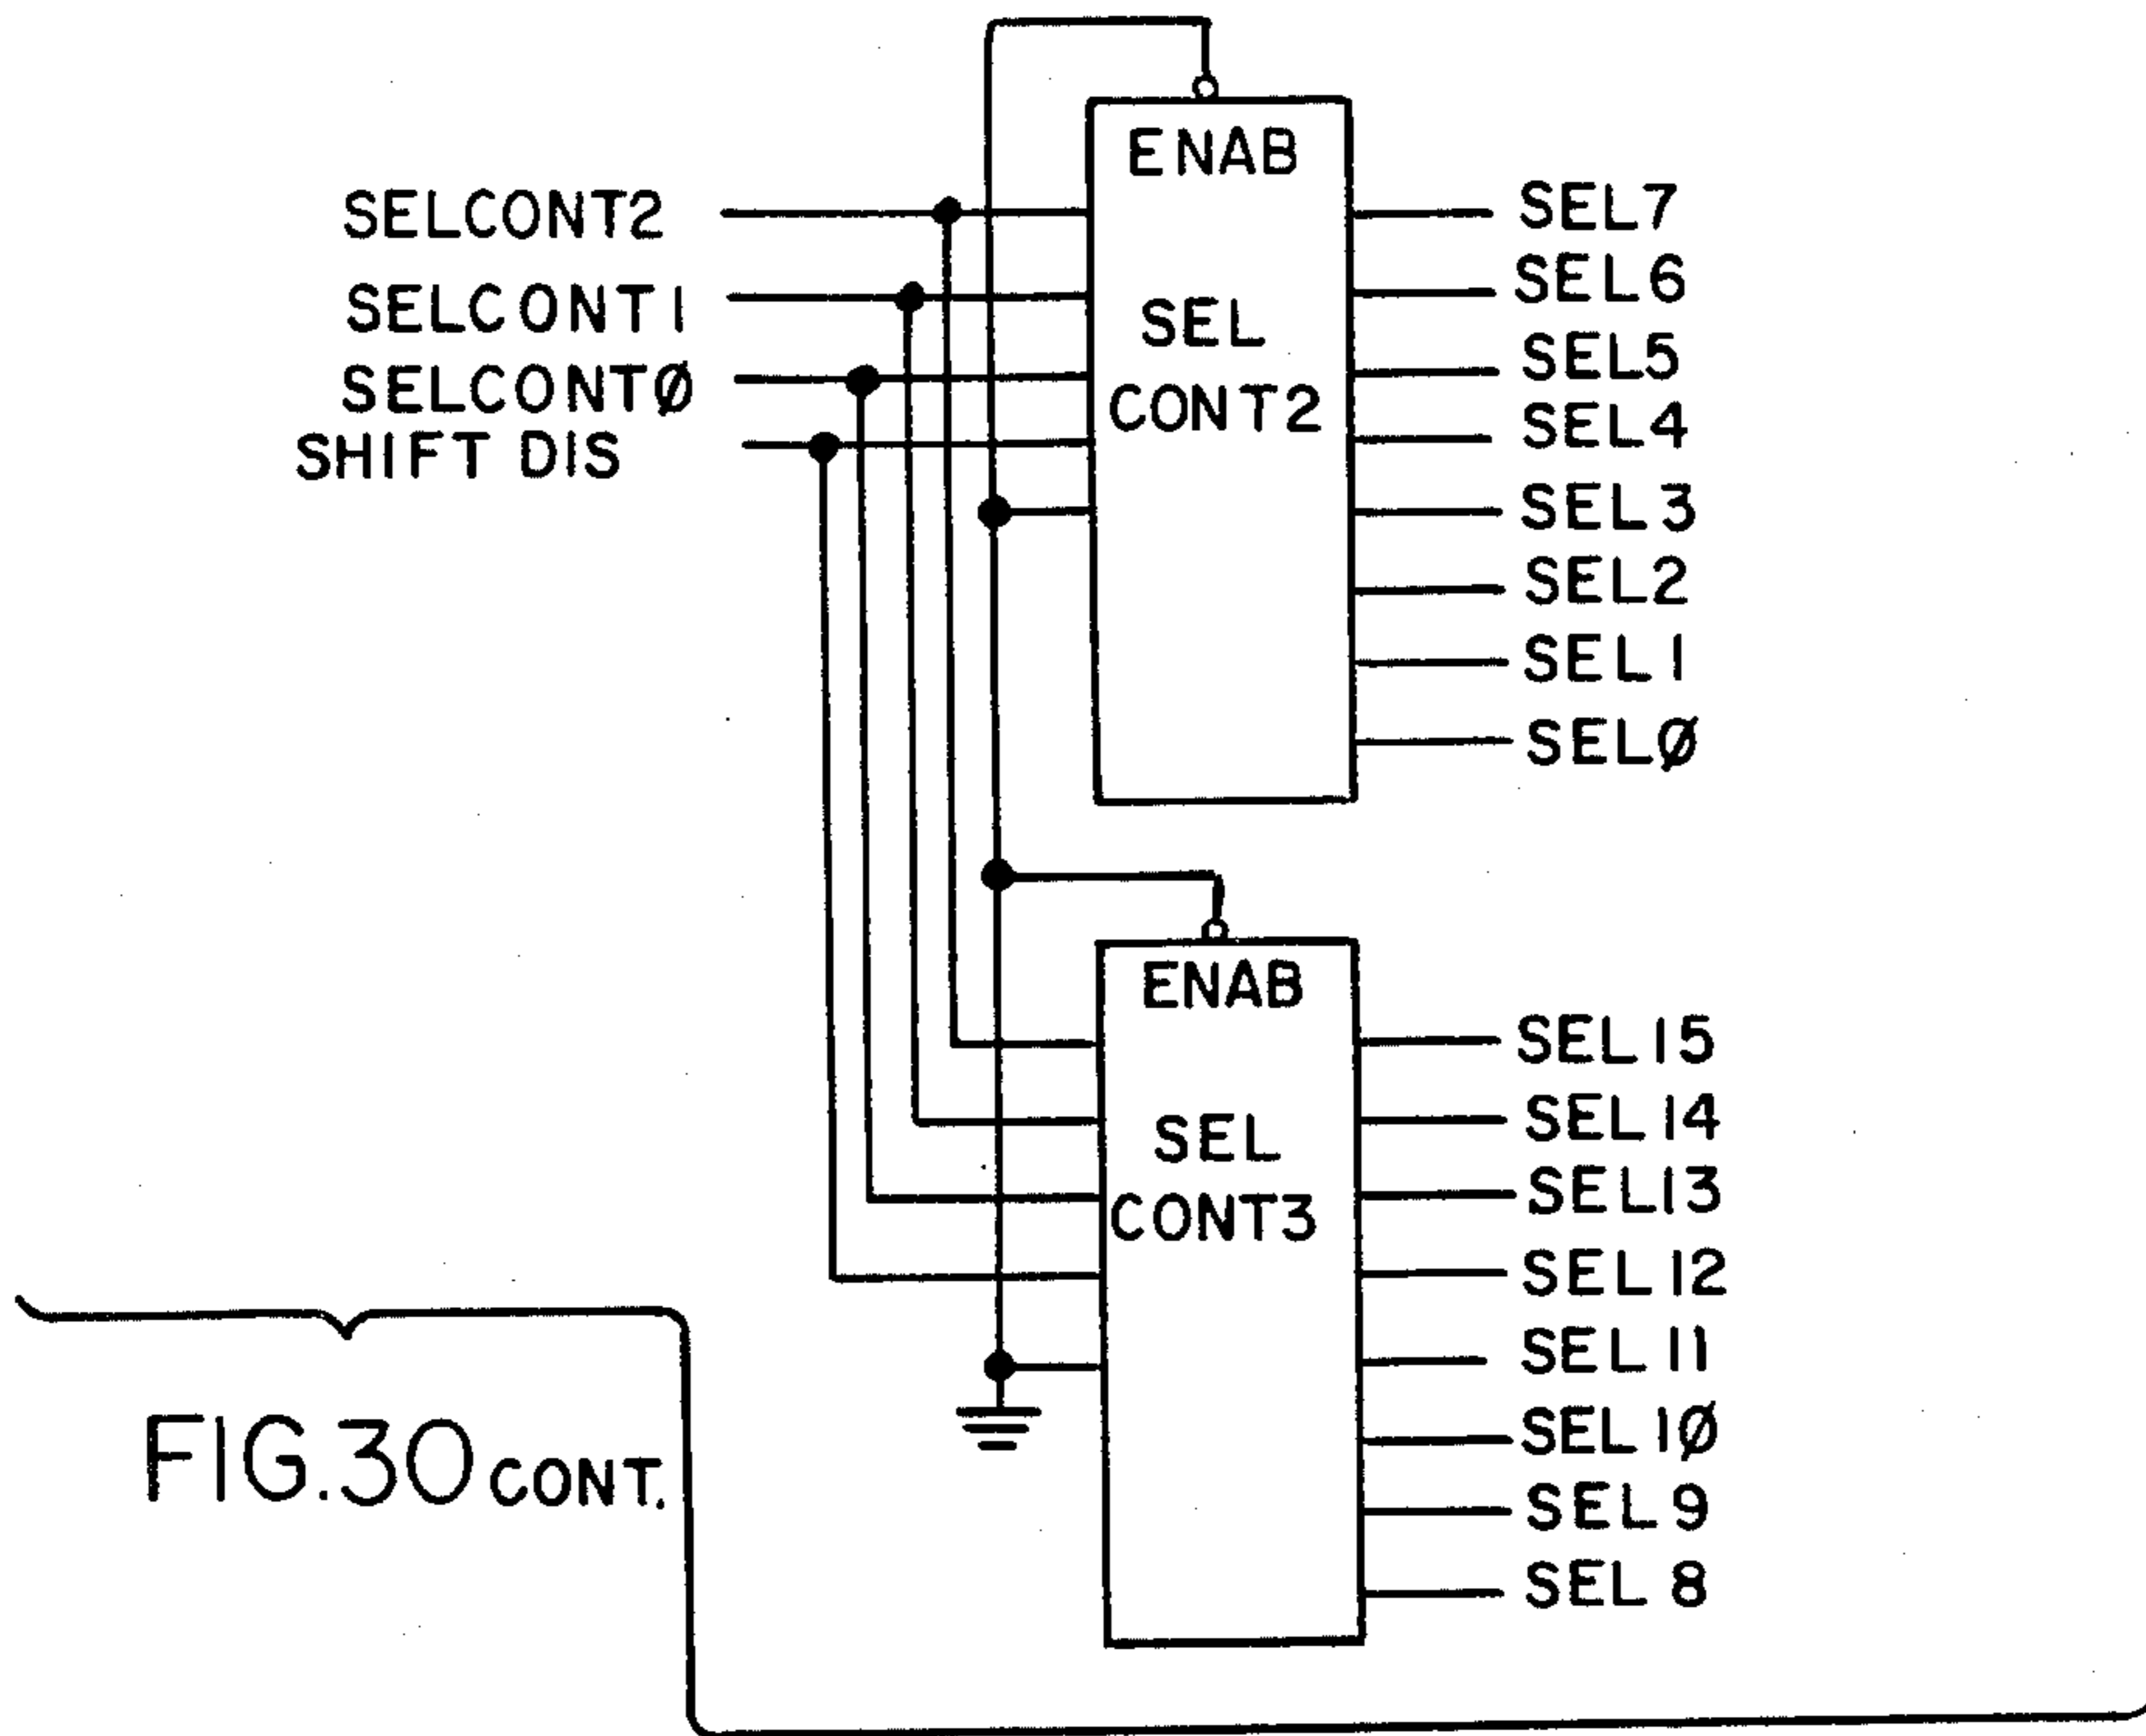 SELCONT2
SELCONT1
SELCONTØ
SHIFT DIS
ENAB
SEL
CONT2
SEL7
SEL6
SEL5
SEL4
SEL3
SEL2
SEL1
SELØ
ENAB
SEL
CONT3
SEL15
SEL14
SEL13
SEL12
SEL11
SEL1Ø
SEL9
SEL8
FIG.30 CONT.